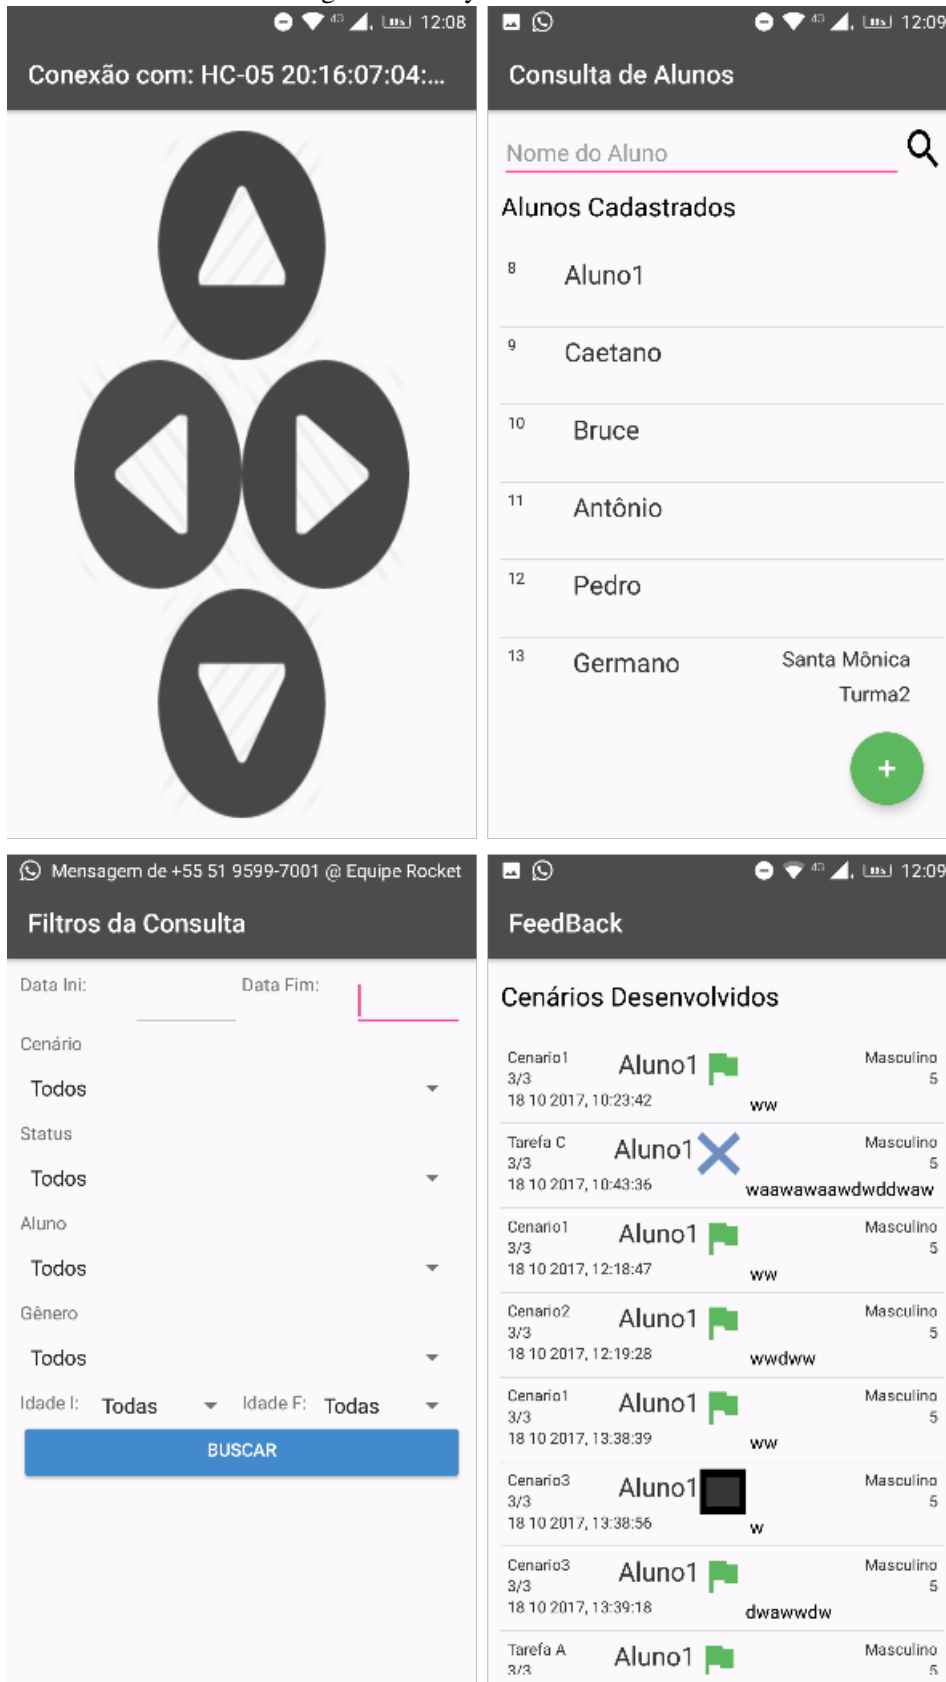 12:08
Conexão com: HC-05 20:16:07:04:...
12:09
Consulta de Alunos
Nome do Aluno
Alunos Cadastrados
8 Aluno1
9 Caetano
10 Bruce
11 Antônio
12 Pedro
13 Germano Santa Mônica
Turma2
+
Mensagem de +55 51 9599-7001 @ Equipe Rocket
Filtros da Consulta
Data Ini: Data Fim:
Cenário
Todos
Status
Todos
Aluno
Todos
Gênero
Todos
Idade I: Todas Idade F: Todas
BUSCAR
12:09
FeedBack
Cenários Desenvolvidos
Cenario1 Aluno1 Masculino
3/3 5
18 10 2017, 10:23:42 ww
Tarefa C Aluno1 Masculino
3/3 5
18 10 2017, 10:43:36 waawawaawdwddwaw
Cenario1 Aluno1 Masculino
3/3 5
18 10 2017, 12:18:47 ww
Cenario2 Aluno1 Masculino
3/3 5
18 10 2017, 12:19:28 wwdww
Cenario1 Aluno1 Masculino
3/3 5
18 10 2017, 13:38:39 ww
Cenario3 Aluno1 Masculino
3/3 5
18 10 2017, 13:38:56 w
Cenario3 Aluno1 Masculino
3/3 5
18 10 2017, 13:39:18 dwawwdw
Tarefa A Aluno1 Masculino
3/3 5